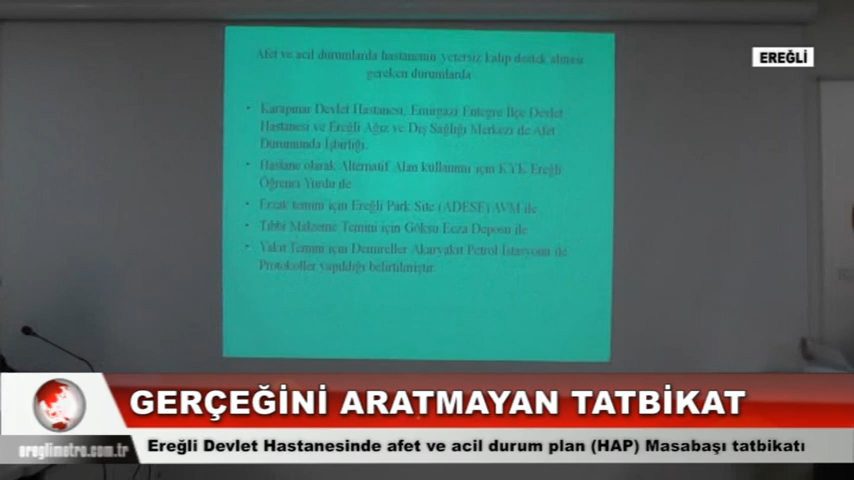 Afet ve acil durumlarda hastanenin yetersiz kalıp destek alması
gereken durumlarda
EREĞLİ
• Karapınar Devlet Hastanesi, Emirgazi Entegre İlçe Devlet
Hastanesi ve Ereğli Ağız ve Diş Sağlığı Merkezi ile Afet
Durumunda İşbirliği.
• Hastane olarak Alternatif Alan kullanımı için KYK Ereğli
Öğrenci Yurdu ile
• Erzak temini için Ereğli Park Site (ADESE) AVM ile
• Tıbbi Malzeme Temini için Göksu Ecza Deposu ile
• Yakıt Temini için Demireller Akaryakıt Petrol İstasyonu ile
Protokoller yapıldığı belirtilmiştir.
GERÇEĞİNİ ARATMAYAN TATBİKAT
Ereğli Devlet Hastanesinde afet ve acil durum plan (HAP) Masabaşı tatbikatı
ereglimetro.com.tr